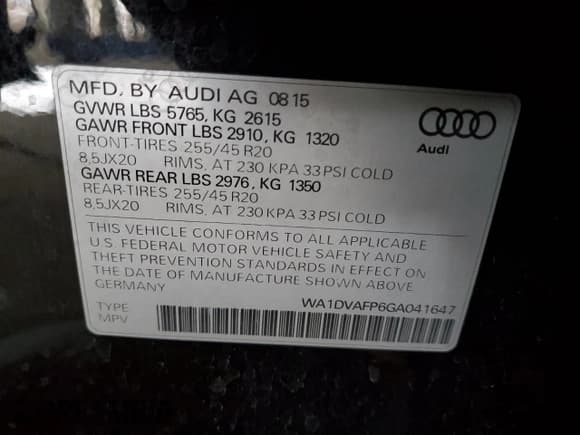 MFD. BY AUDI AG 08 15
GVWR LBS 5765, KG 2615
GAWR FRONT LBS 2910, KG 1320
FRONT-TIRES 255/45 R20
8,5JX20 RIMS, AT 230 KPA 33 PSI COLD
GAWR REAR LBS 2976, KG 1350
REAR-TIRES 255/45 R20
8,5JX20 RIMS, AT 230 KPA 33 PSI COLD
THIS VEHICLE CONFORMS TO ALL APPLICABLE
U.S. FEDERAL MOTOR VEHICLE SAFETY AND
THEFT PREVENTION STANDARDS IN EFFECT ON
THE DATE OF MANUFACTURE SHOWN ABOVE.
GERMANY
WA1DVAFP6GA041647
TYPE
MPV
Audi